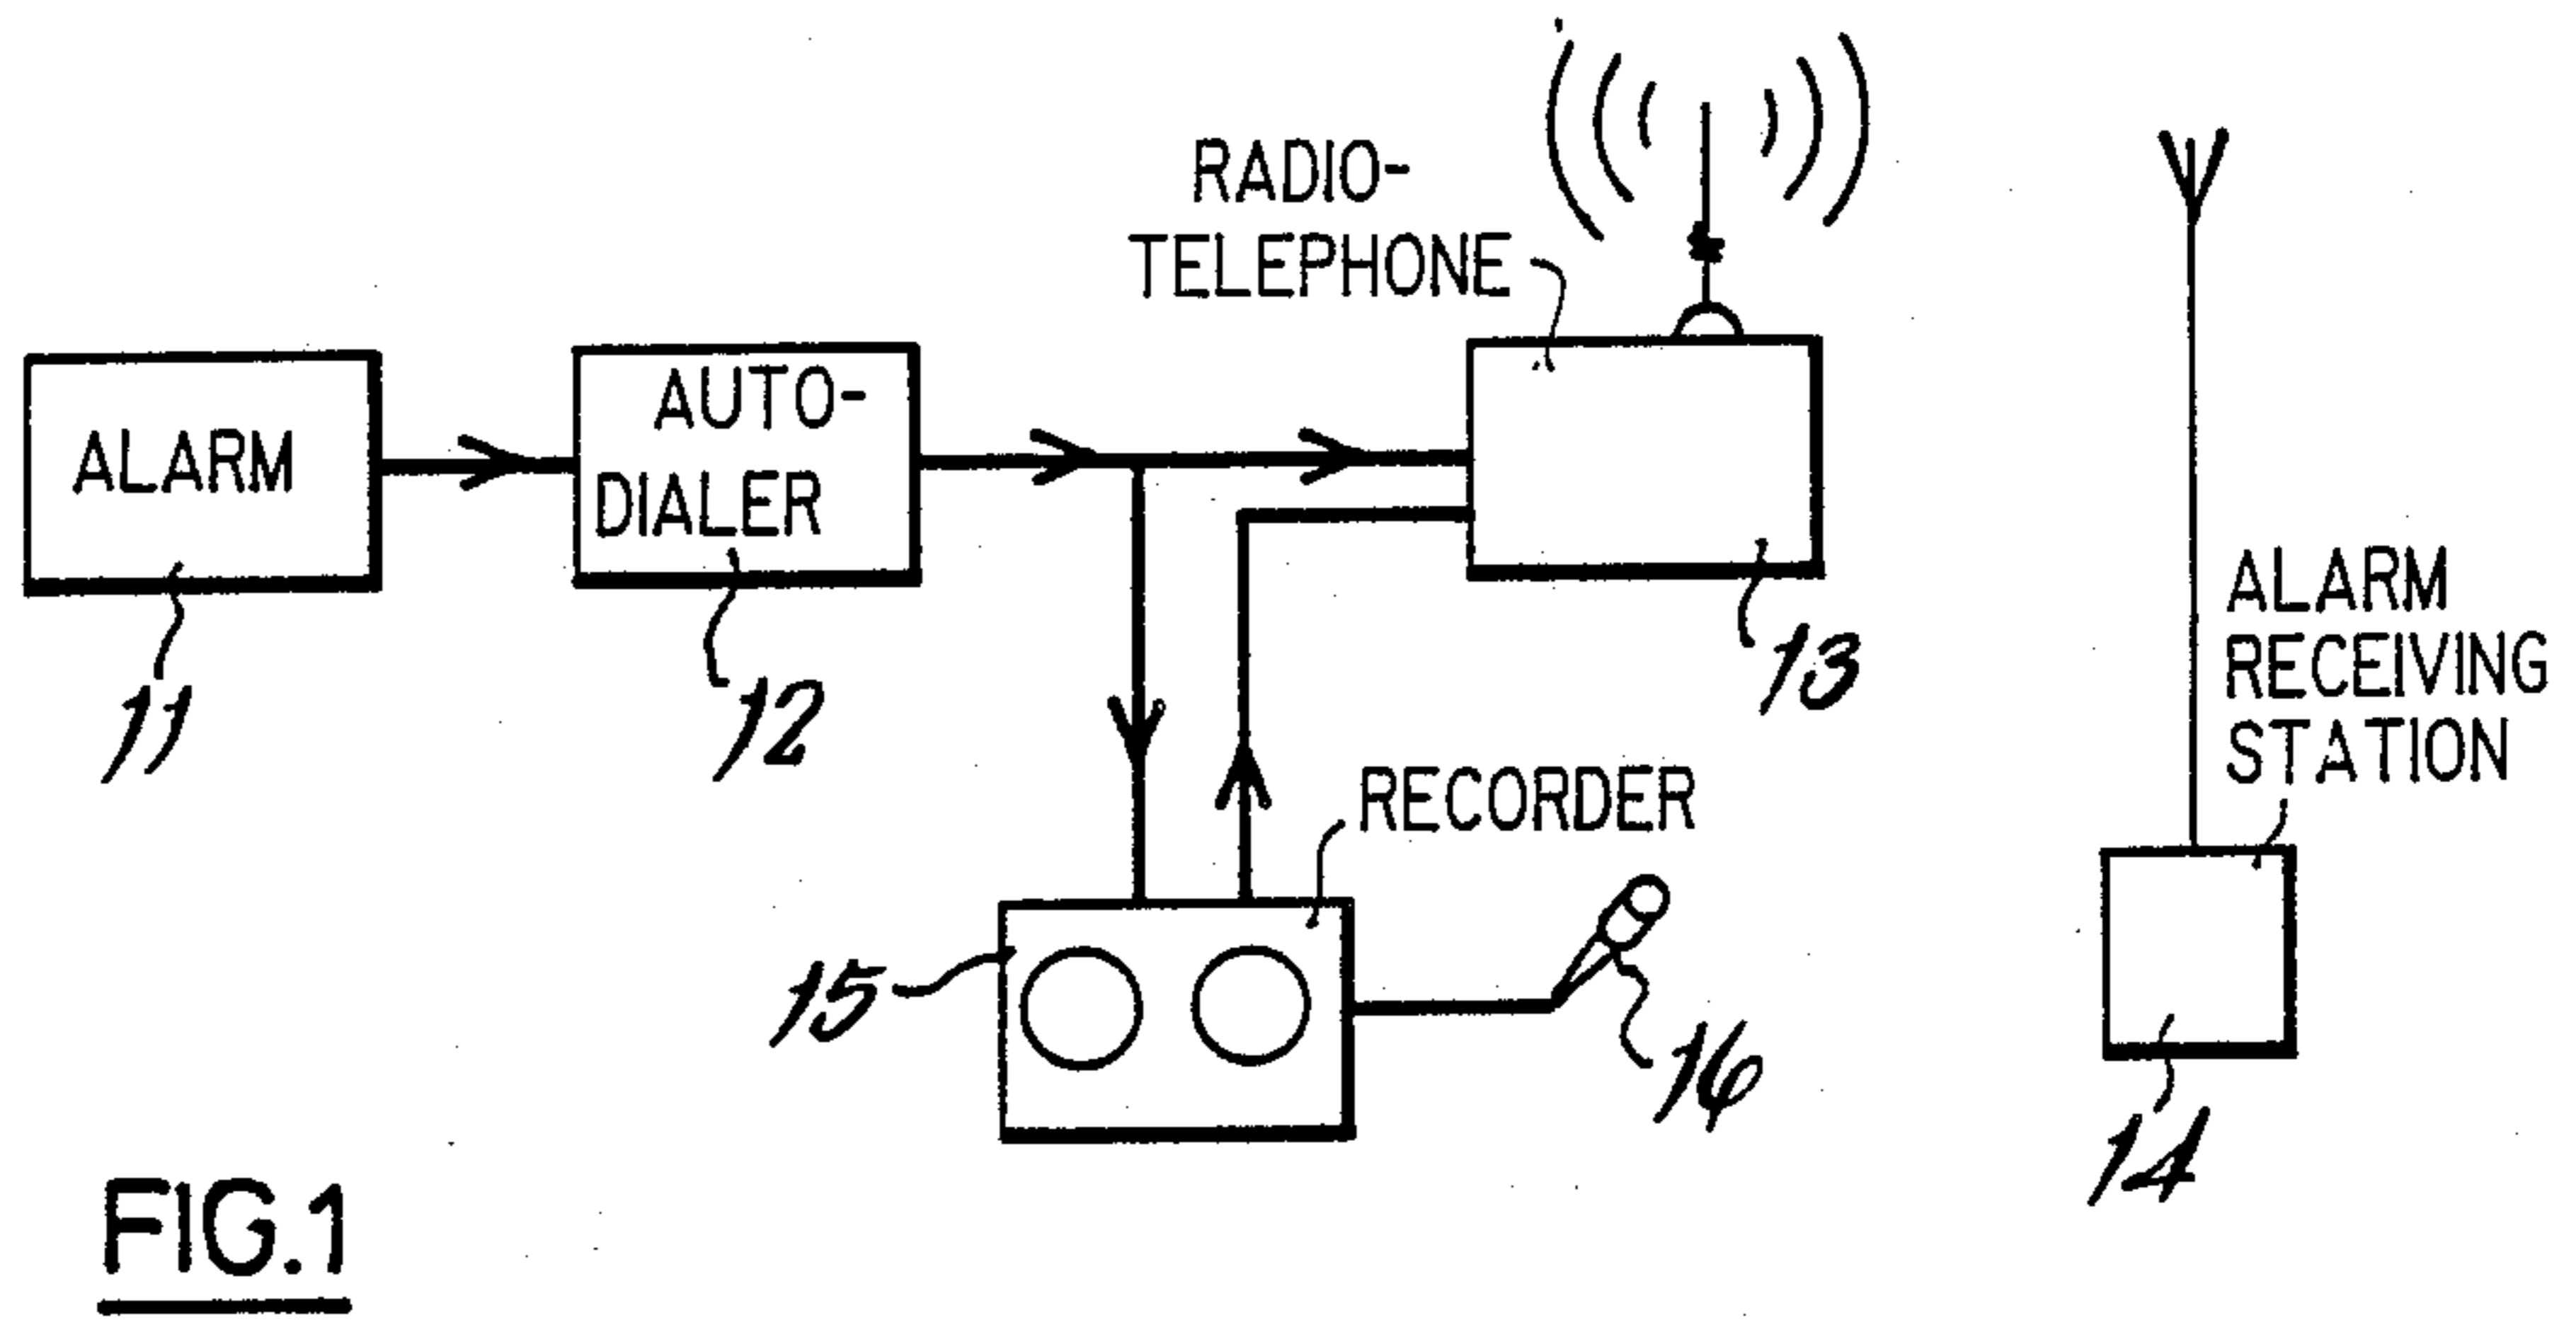 RADIO-
TELEPHONE
ALARM
AUTO-
DIALER
11
12
13
ALARM
RECEIVING
STATION
RECORDER
15
16
14
FIG.1